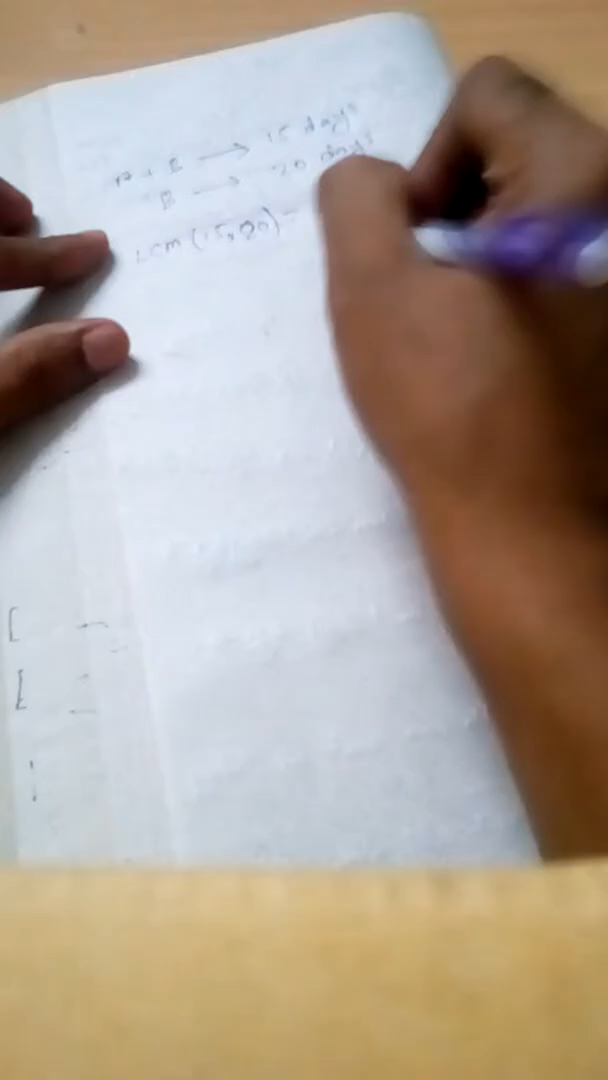 A + B → 15 days
B → 20 days
LCM (15, 20) =